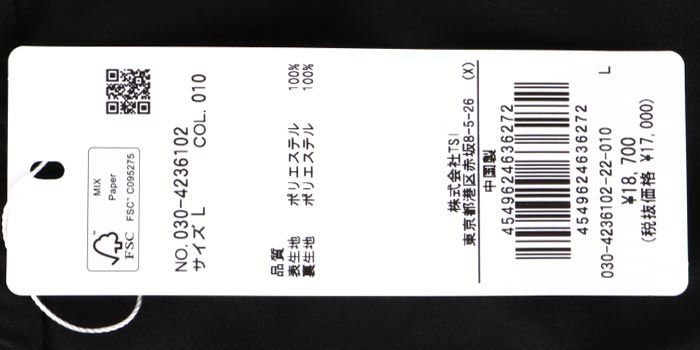 MIX
Paper
FSC™ C095275
FSC
NO. 030-4236102
サイズ L COL. 010
品質
表生地 ポリエステル 100%
裏生地 ポリエステル 100%
株式会社TSI
東京都港区赤坂8-5-26 (X)
中国製
4549624636272
4549624636272
030-4236102-22-010 L
¥18,700
(税抜価格 ¥17,000)